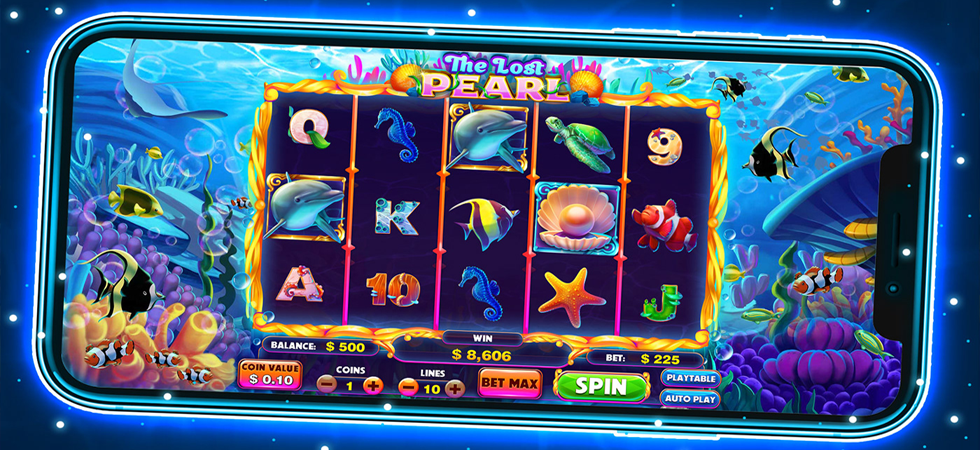 The Lost
PEARL
Q
9
K
A
10
J
WIN
BALANCE: $ 500
$ 8,606
BET: $ 225
COIN VALUE
$ 0.10
COINS
- 1 +
LINES
- 10 +
BET MAX
SPIN
PLAYTABLE
AUTO PLAY